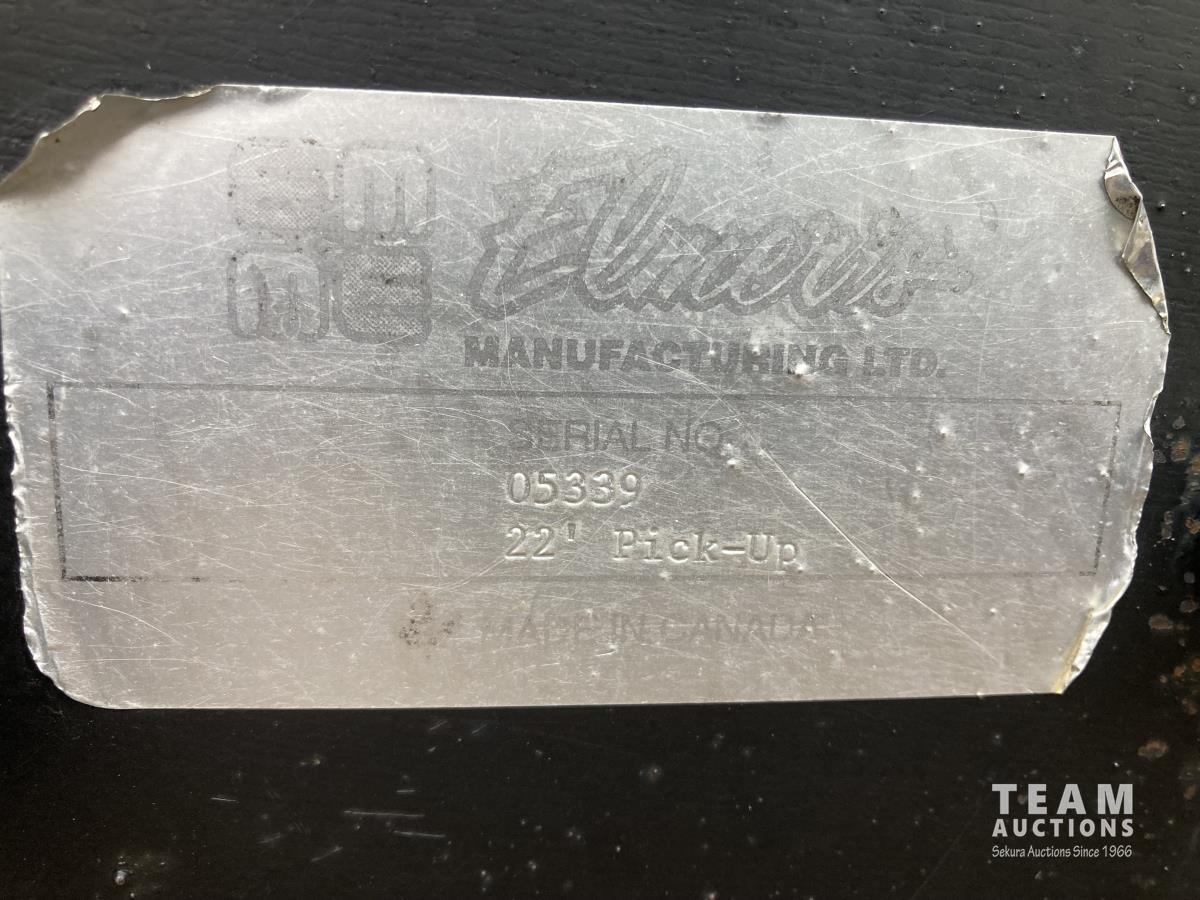 Elmer's
MANUFACTURING LTD.
SERIAL NO.
05339
22' Pick-Up
MADE IN CANADA
TEAM
AUCTIONS
Sekura Auctions Since 1966